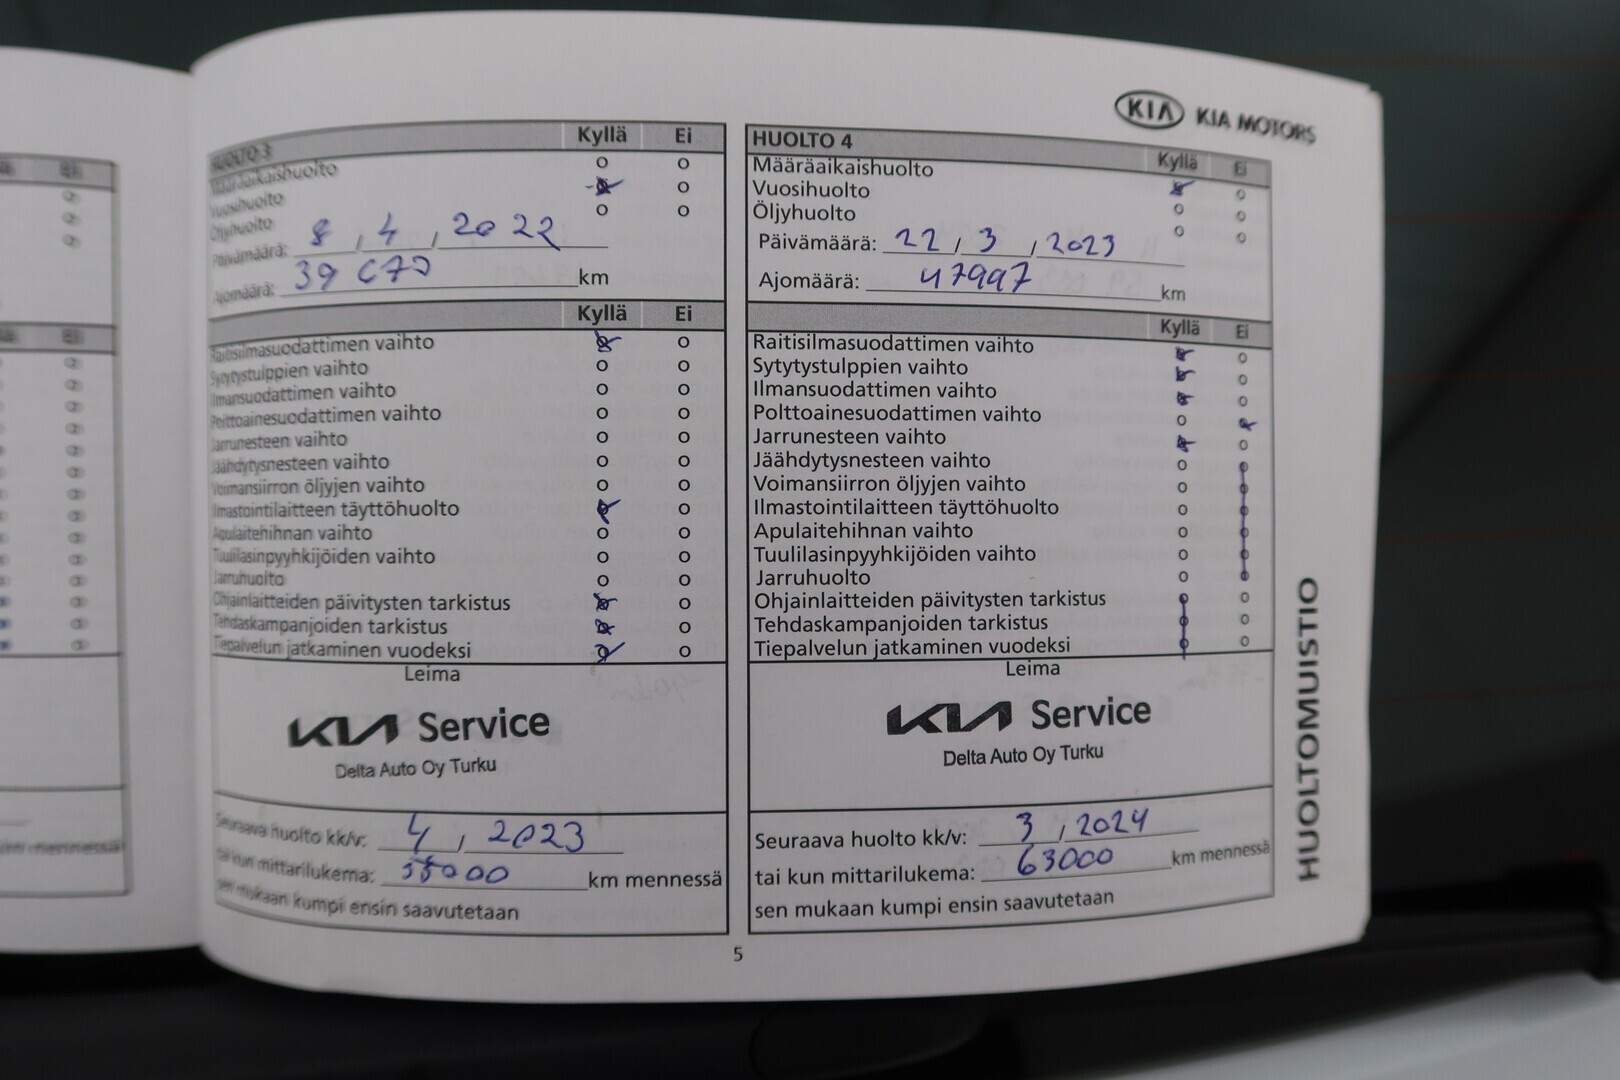 KIA KIA MOTORS
HUOLTO 3 Kyllä Ei
Määräaikaishuolto
Vuosihuolto
Öljyhuolto
Päivämäärä: 8 , 4 , 2022
Ajomäärä: 39 670 km
Kyllä Ei
Raitisilmasuodattimen vaihto
Sytytystulppien vaihto
Ilmansuodattimen vaihto
Polttoainesuodattimen vaihto
Jarrunesteen vaihto
Jäähdytysnesteen vaihto
Voimansiirron öljyjen vaihto
Ilmastointilaitteen täyttöhuolto
Apulaitehihnan vaihto
Tuulilasinpyyhkijöiden vaihto
Jarruhuolto
Ohjainlaitteiden päivitysten tarkistus
Tehdaskampanjoiden tarkistus
Tiepalvelun jatkaminen vuodeksi
Leima
KIA Service
Delta Auto Oy Turku
Seuraava huolto kk/v: 4 , 2023
tai kun mittarilukema: km mennessä
sen mukaan kumpi ensin saavutetaan
HUOLTO 4 Kyllä Ei
Määräaikaishuolto
Vuosihuolto
Öljyhuolto
Päivämäärä: 22 , 3 , 2023
Ajomäärä: 47997 km
Kyllä Ei
Raitisilmasuodattimen vaihto
Sytytystulppien vaihto
Ilmansuodattimen vaihto
Polttoainesuodattimen vaihto
Jarrunesteen vaihto
Jäähdytysnesteen vaihto
Voimansiirron öljyjen vaihto
Ilmastointilaitteen täyttöhuolto
Apulaitehihnan vaihto
Tuulilasinpyyhkijöiden vaihto
Jarruhuolto
Ohjainlaitteiden päivitysten tarkistus
Tehdaskampanjoiden tarkistus
Tiepalvelun jatkaminen vuodeksi
Leima
KIA Service
Delta Auto Oy Turku
Seuraava huolto kk/v: 3 , 2024
tai kun mittarilukema: 63000 km mennessä
sen mukaan kumpi ensin saavutetaan
HUOLTOMUISTIO
5